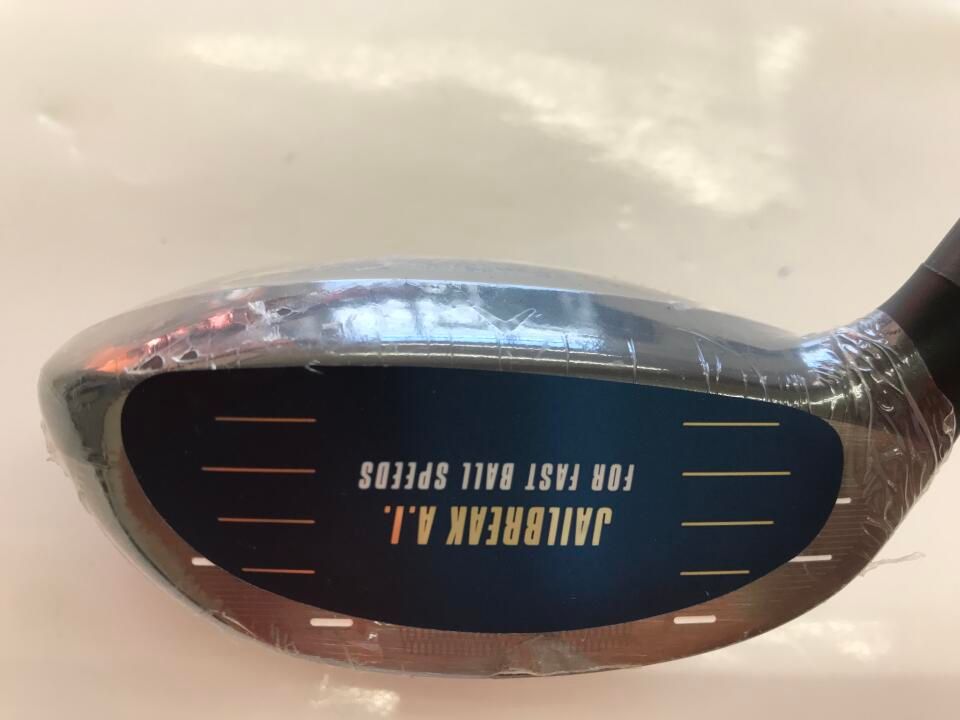 JAILBREAK A.I.
FOR FAST BALL SPEEDS